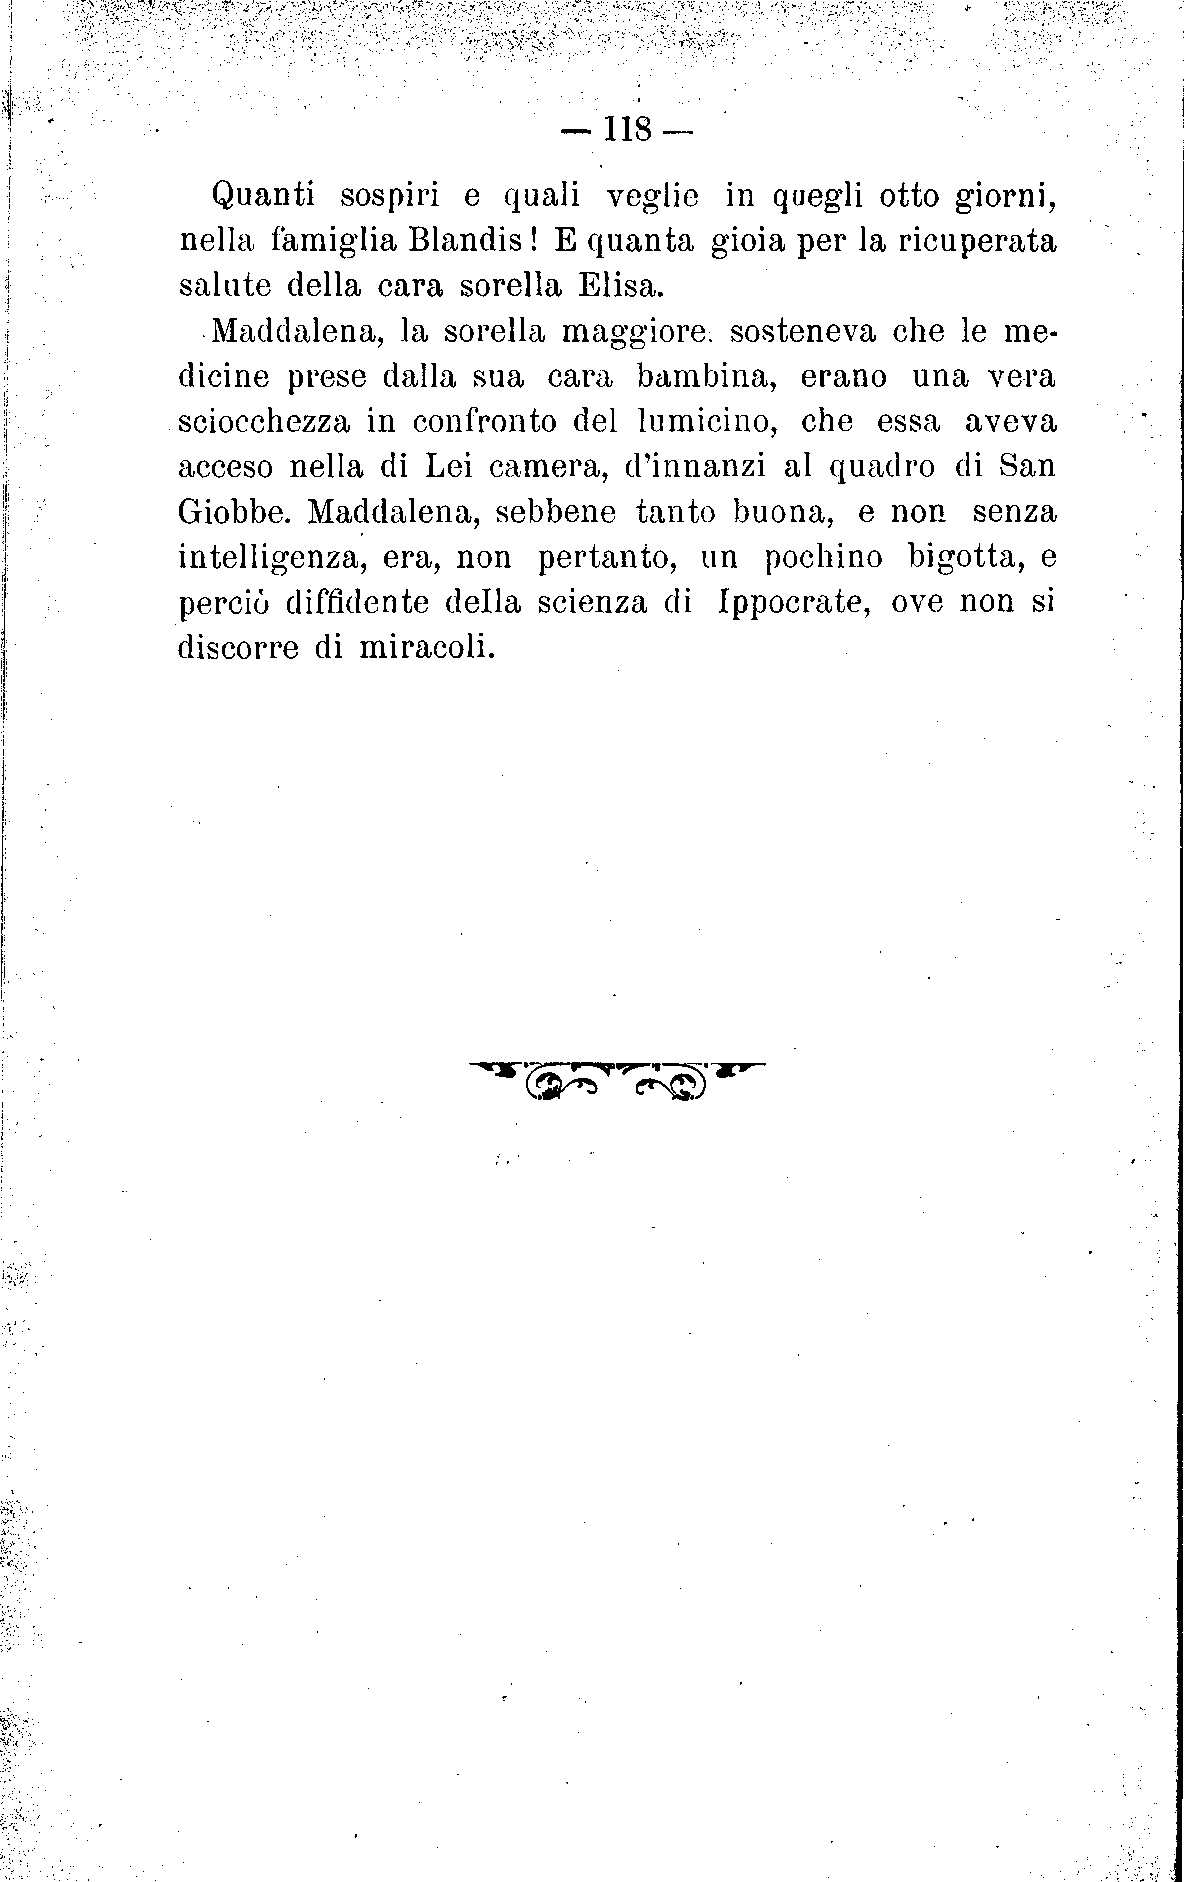 — 118 —
Quanti sospiri e quali veglie in quegli otto giorni,
nella famiglia Blandis! E quanta gioia per la ricuperata
salute della cara sorella Elisa.
Maddalena, la sorella maggiore. sosteneva che le me-
dicine prese dalla sua cara bambina, erano una vera
sciocchezza in confronto del lumicino, che essa aveva
acceso nella di Lei camera, d'innanzi al quadro di San
Giobbe. Maddalena, sebbene tanto buona, e non senza
intelligenza, era, non pertanto, un pochino bigotta, e
perciò diffidente della scienza di Ippocrate, ove non si
discorre di miracoli.